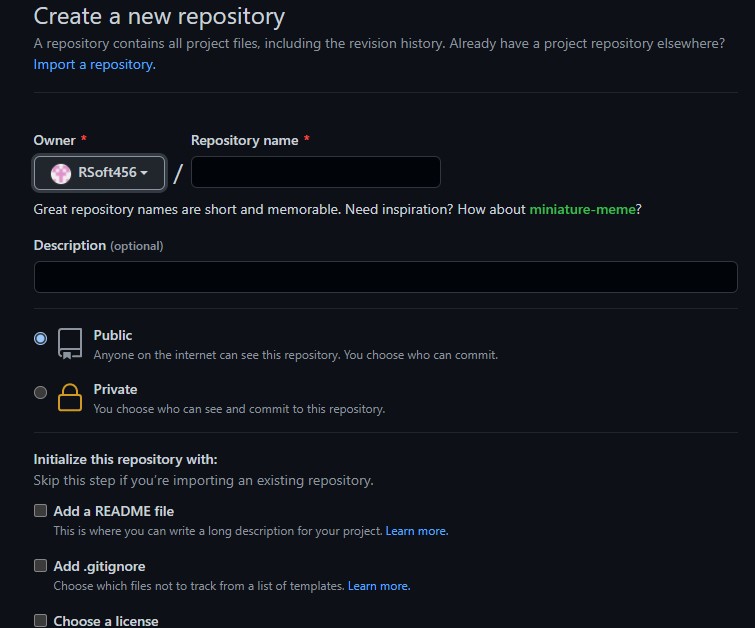 Create a new repository
A repository contains all project files, including the revision history. Already have a project repository elsewhere?
Import a repository.
Owner *
Repository name *
RSoft456
/
Great repository names are short and memorable. Need inspiration? How about miniature-meme?
Description (optional)
Public
Anyone on the internet can see this repository. You choose who can commit.
Private
You choose who can see and commit to this repository.
Initialize this repository with:
Skip this step if you're importing an existing repository.
Add a README file
This is where you can write a long description for your project. Learn more.
Add .gitignore
Choose which files not to track from a list of templates. Learn more.
Choose a license